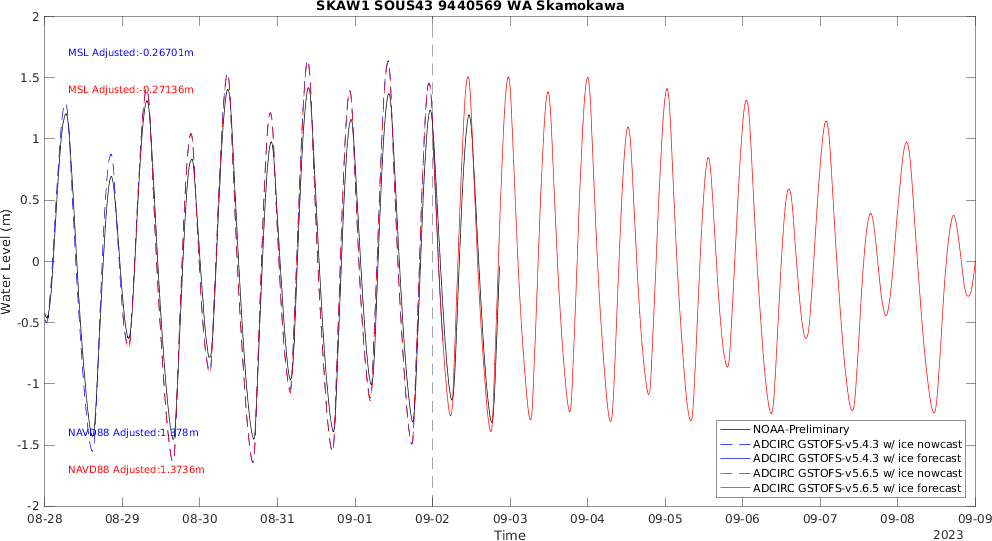 SKAW1 SOUS43 9440569 WA Skamokawa
2
1.5
1
0.5
0
-0.5
-1
-1.5
-2
Water Level (m)
MSL Adjusted:-0.26701m
MSL Adjusted:-0.27136m
NAVD88 Adjusted:1.378m
NAVD88 Adjusted:1.3736m
NOAA-Preliminary
ADCIRC GSTOFS-v5.4.3 w/ ice nowcast
ADCIRC GSTOFS-v5.4.3 w/ ice forecast
ADCIRC GSTOFS-v5.6.5 w/ ice nowcast
ADCIRC GSTOFS-v5.6.5 w/ ice forecast
08-28 08-29 08-30 08-31 09-01 09-02 09-03 09-04 09-05 09-06 09-07 09-08 09-09
Time
2023